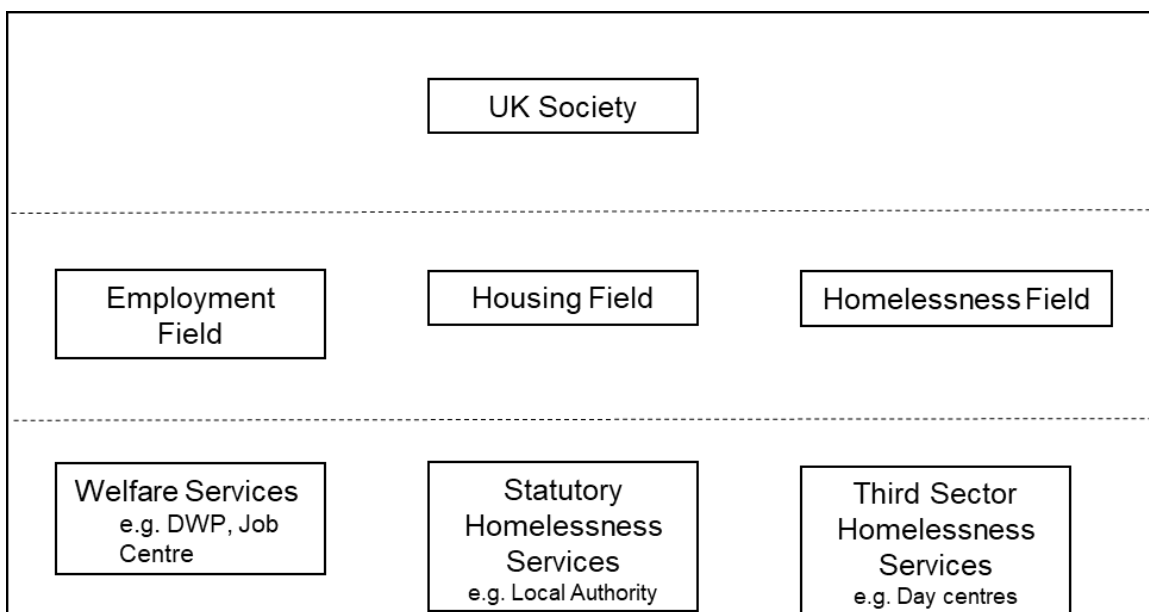 UK Society
Employment
Field
Housing Field
Homelessness Field
Welfare Services
e.g. DWP, Job
Centre
Statutory
Homelessness
Services
e.g. Local Authority
Third Sector
Homelessness
Services
e.g. Day centres